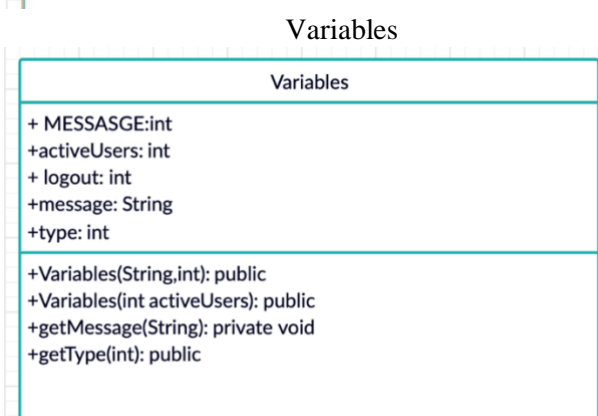 Variables
Variables
+ MESSASGE:int
+activeUsers: int
+ logout: int
+message: String
+type: int
+Variables(String,int): public
+Variables(int activeUsers): public
+getMessage(String): private void
+getType(int): public